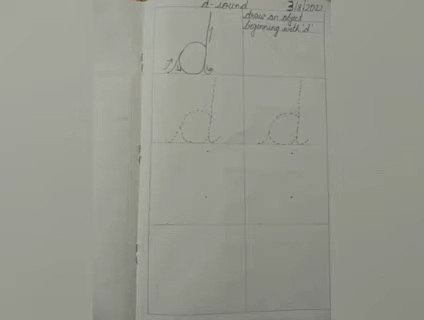 d-sound 3/8/2021
d draw an object
beginning with 'd'
d d